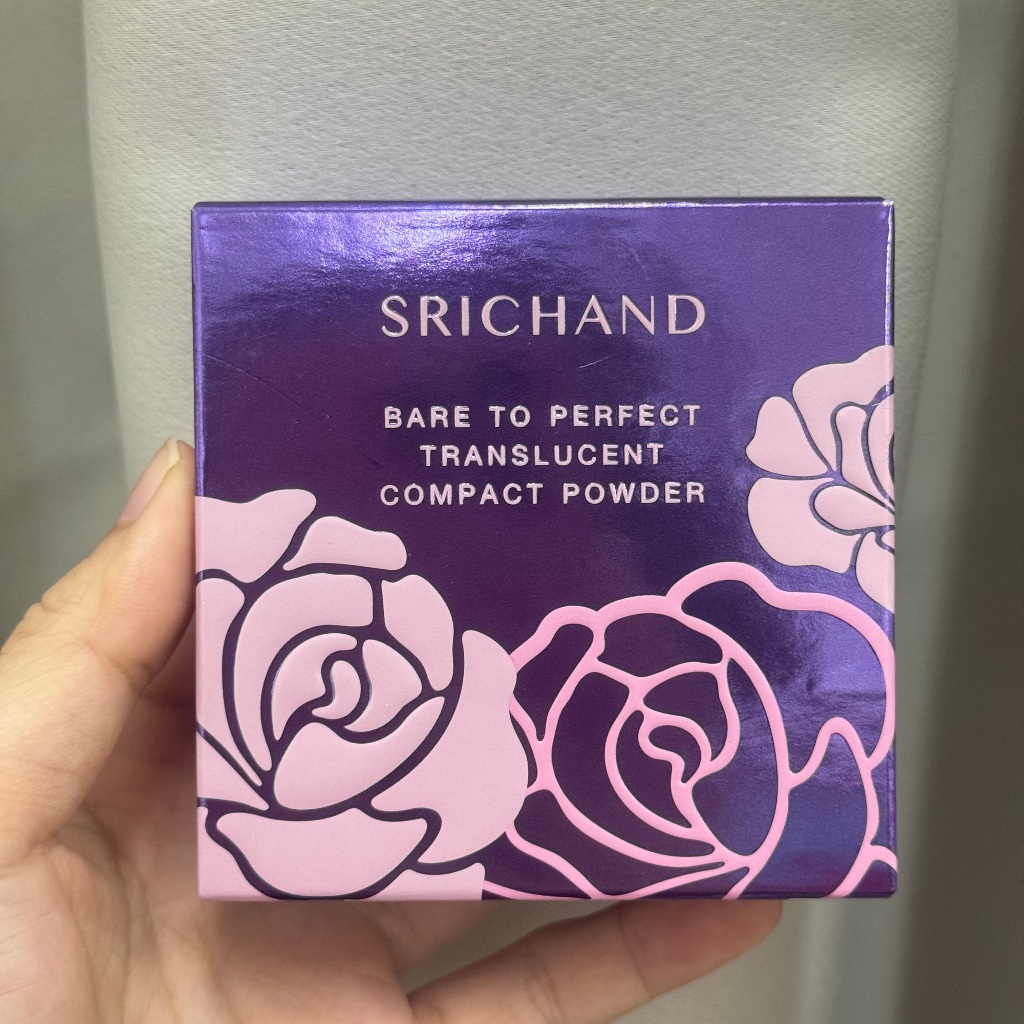 SRICHAND
BARE TO PERFECT
TRANSLUCENT
COMPACT POWDER